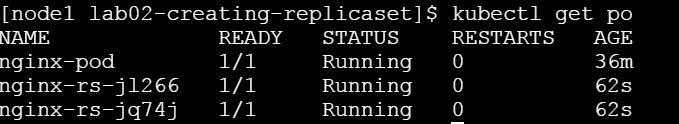 [node1 lab02-creating-replicaset]$ kubectl get po
NAME READY STATUS RESTARTS AGE
nginx-pod 1/1 Running 0 36m
nginx-rs-jl266 1/1 Running 0 62s
nginx-rs-jq74j 1/1 Running 0 62s